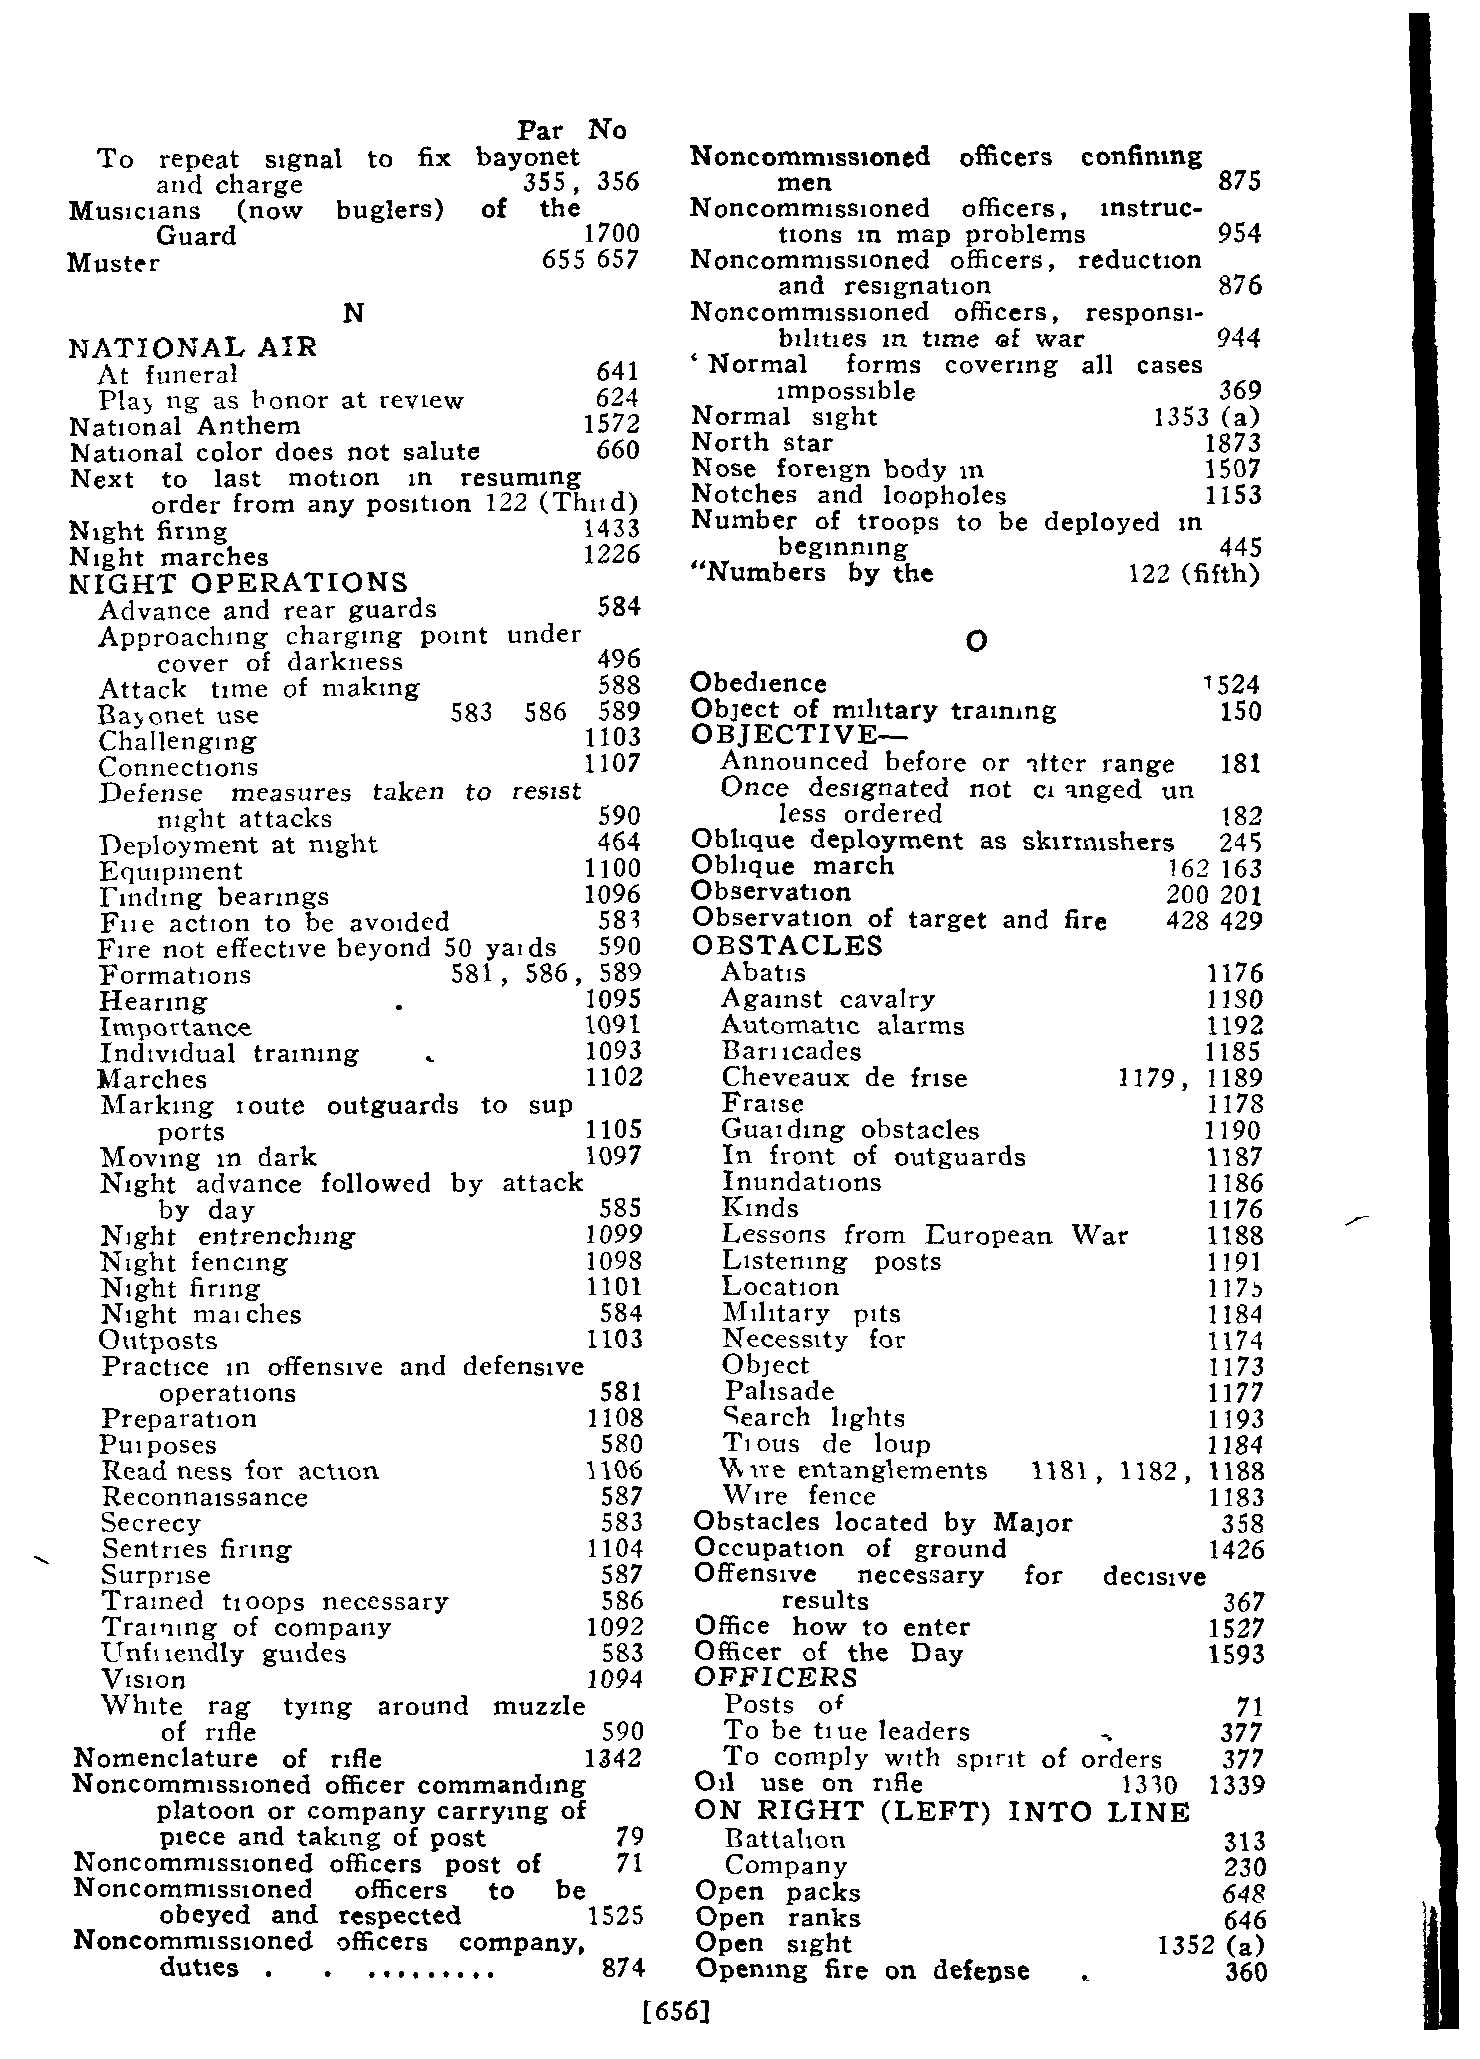 Par No
To repeat signal to fix bayonet
and charge 355, 356
Musicians (now buglers) of the
Guard 1700
Muster 655 657
N
NATIONAL AIR
At funeral 641
Playing as honor at review 624
National Anthem 1572
National color does not salute 660
Next to last motion in resuming
order from any position 122 (Third)
Night firing 1433
Night marches 1226
NIGHT OPERATIONS
Advance and rear guards 584
Approaching charging point under
cover of darkness 496
Attack time of making 588
Bayonet use 583 586 589
Challenging 1103
Connections 1107
Defense measures taken to resist
night attacks 590
Deployment at night 464
Equipment 1100
Finding bearings 1096
Fire action to be avoided 583
Fire not effective beyond 50 yards 590
Formations 581, 586, 589
Hearing . 1095
Importance 1091
Individual training 1093
Marches 1102
Marking route outguards to sup
ports 1105
Moving in dark 1097
Night advance followed by attack
by day 585
Night entrenching 1099
Night fencing 1098
Night firing 1101
Night marches 584
Outposts 1103
Practice in offensive and defensive
operations 581
Preparation 1108
Purposes 580
Read ness for action 1106
Reconnaissance 587
Secrecy 583
Sentries firing 1104
Surprise 587
Trained troops necessary 586
Training of company 1092
Unfriendly guides 583
Vision 1094
White rag tying around muzzle
of rifle 590
Nomenclature of rifle 1342
Noncommissioned officer commanding
platoon or company carrying of
piece and taking of post 79
Noncommissioned officers post of 71
Noncommissioned officers to be
obeyed and respected 1525
Noncommissioned officers company,
duties . . ......... 874
Noncommissioned officers confining
men 875
Noncommissioned officers, instruc-
tions in map problems 954
Noncommissioned officers, reduction
and resignation 876
Noncommissioned officers, responsi-
bilities in time of war 944
‘Normal forms covering all cases
impossible 369
Normal sight 1353 (a)
North star 1873
Nose foreign body in 1507
Notches and loopholes 1153
Number of troops to be deployed in
beginning 445
“Numbers by the 122 (fifth)
O
Obedience 1524
Object of military training 150
OBJECTIVE—
Announced before or after range 181
Once designated not changed un
less ordered 182
Oblique deployment as skirmishers 245
Oblique march 162 163
Observation 200 201
Observation of target and fire 428 429
OBSTACLES
Abatis 1176
Against cavalry 1180
Automatic alarms 1192
Barricades 1185
Cheveaux de frise 1179, 1189
Fraise 1178
Guarding obstacles 1190
In front of outguards 1187
Inundations 1186
Kinds 1176
Lessons from European War 1188
Listening posts 1191
Location 1175
Military pits 1184
Necessity for 1174
Object 1173
Palisade 1177
Search lights 1193
Trous de loup 1184
Wire entanglements 1181, 1182, 1188
Wire fence 1183
Obstacles located by Major 358
Occupation of ground 1426
Offensive necessary for decisive
results 367
Office how to enter 1527
Officer of the Day 1593
OFFICERS
Posts of 71
To be true leaders 377
To comply with spirit of orders 377
Oil use on rifle 1330 1339
ON RIGHT (LEFT) INTO LINE
Battalion 313
Company 230
Open packs 648
Open ranks 646
Open sight 1352 (a)
Opening fire on defense . 360
[656]